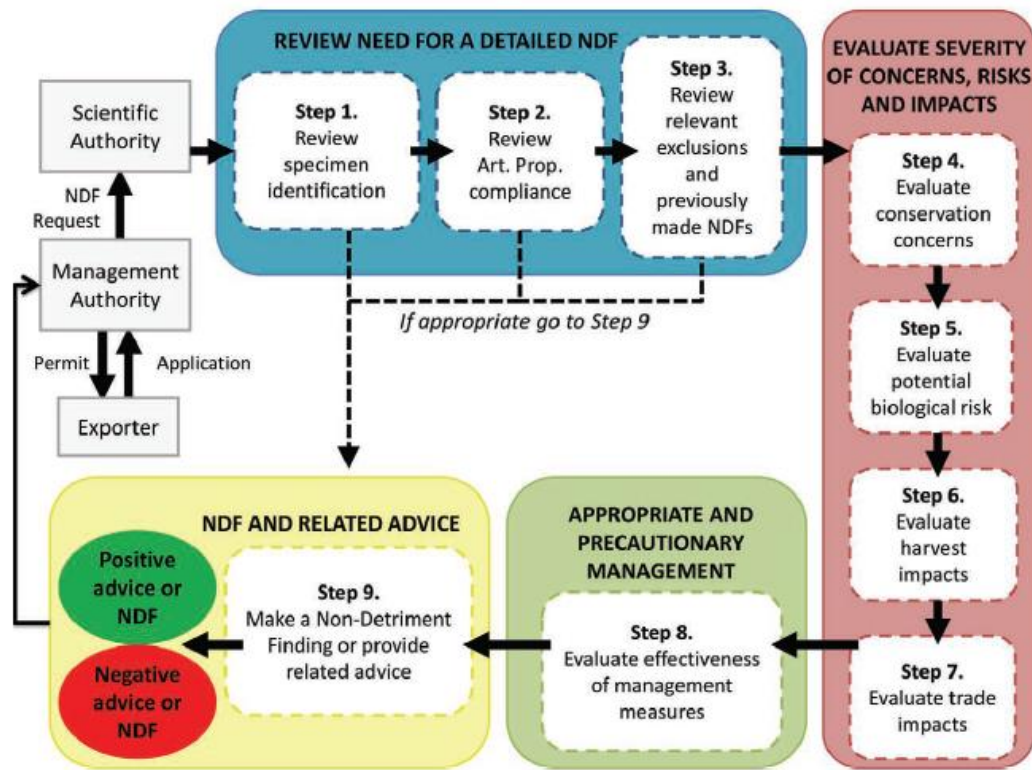 REVIEW NEED FOR A DETAILED NDF
Step 1.
Review
specimen
identification
Step 2.
Review
Art. Prop.
compliance
Step 3.
Review
relevant
exclusions
and
previously
made NDFs
EVALUATE SEVERITY
OF CONCERNS, RISKS
AND IMPACTS
Step 4.
Evaluate
conservation
concerns
Step 5.
Evaluate
potential
biological risk
Step 6.
Evaluate
harvest
impacts
Step 7.
Evaluate trade
impacts
Scientific
Authority
NDF
Request
Management
Authority
Permit
Application
Exporter
If appropriate go to Step 9
APPROPRIATE AND
PRECAUTIONARY
MANAGEMENT
Step 8.
Evaluate effectiveness
of management
measures
NDF AND RELATED ADVICE
Step 9.
Make a Non-Detriment
Finding or provide
related advice
Positive
advice or
NDF
Negative
advice or
NDF